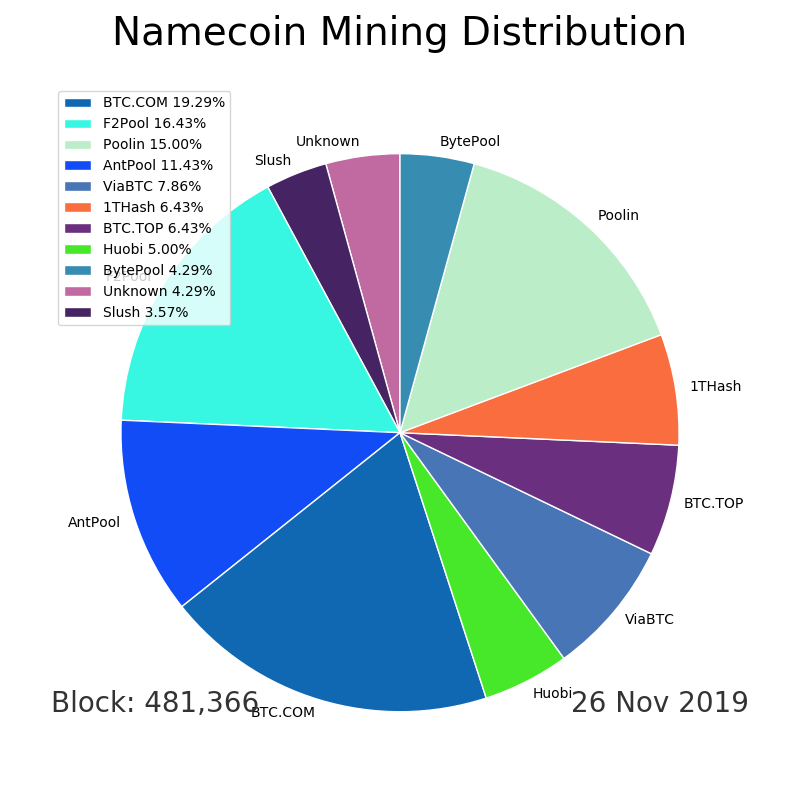 Namecoin Mining Distribution
BTC.COM 19.29%
F2Pool 16.43%
Poolin 15.00%
AntPool 11.43%
ViaBTC 7.86%
1THash 6.43%
BTC.TOP 6.43%
Huobi 5.00%
BytePool 4.29%
Unknown 4.29%
Slush 3.57%
Unknown
BytePool
Slush
Poolin
F2Pool
1THash
BTC.TOP
AntPool
ViaBTC
Huobi
BTC.COM
Block: 481,366
26 Nov 2019